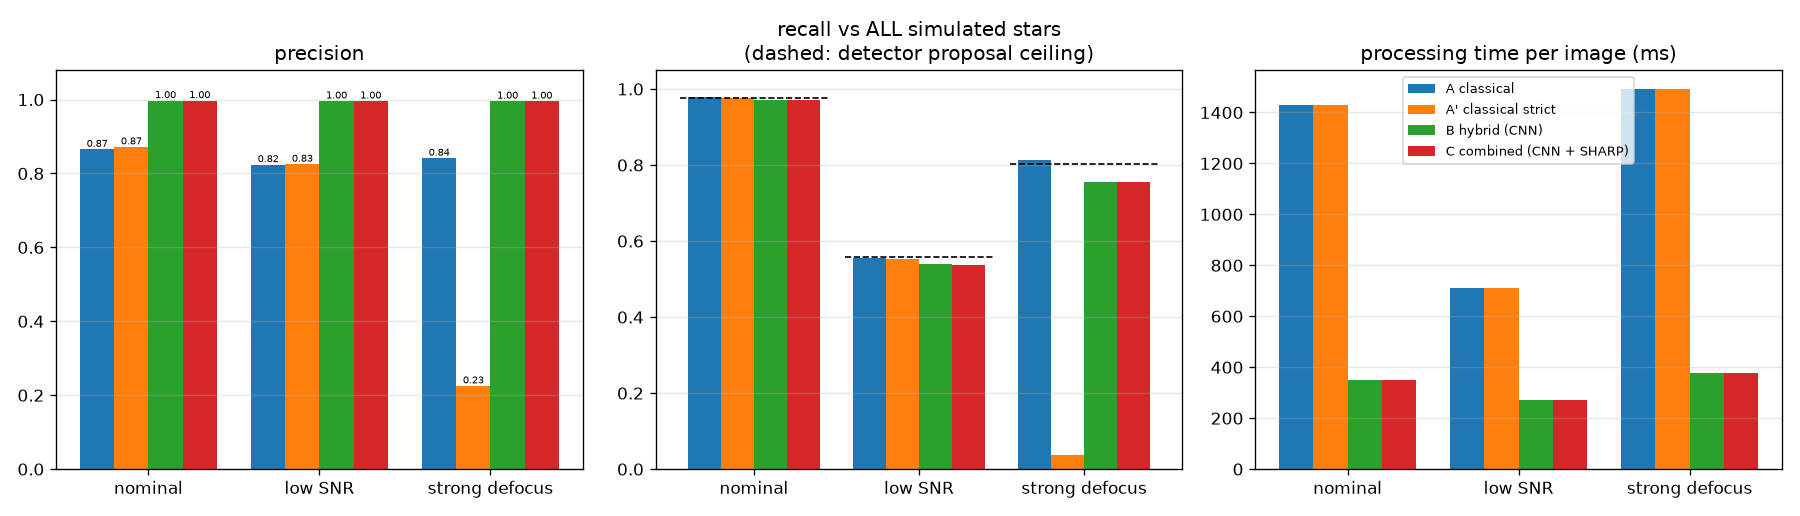 precision
1.0
0.8
0.6
0.4
0.2
0.0
0.87
0.87
1.00
1.00
0.82
0.83
1.00
1.00
0.84
0.23
1.00
1.00
nominal
low SNR
strong defocus
recall vs ALL simulated stars
(dashed: detector proposal ceiling)
1.0
0.8
0.6
0.4
0.2
0.0
nominal
low SNR
strong defocus
processing time per image (ms)
1400
1200
1000
800
600
400
200
0
A classical
A' classical strict
B hybrid (CNN)
C combined (CNN + SHARP)
nominal
low SNR
strong defocus